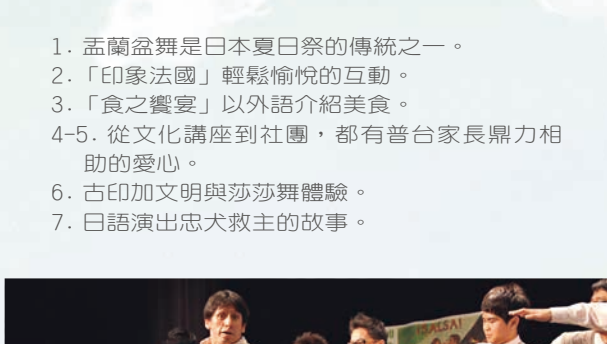 1. 盂蘭盆舞是日本夏日祭的傳統之一。
2.「印象法國」輕鬆愉悅的互動。
3.「食之饗宴」以外語介紹美食。
4-5. 從文化講座到社團,都有普台家長鼎力相
助的愛心。
6. 古印加文明與莎莎舞體驗。
7. 日語演出忠犬救主的故事。
¡SALSA!